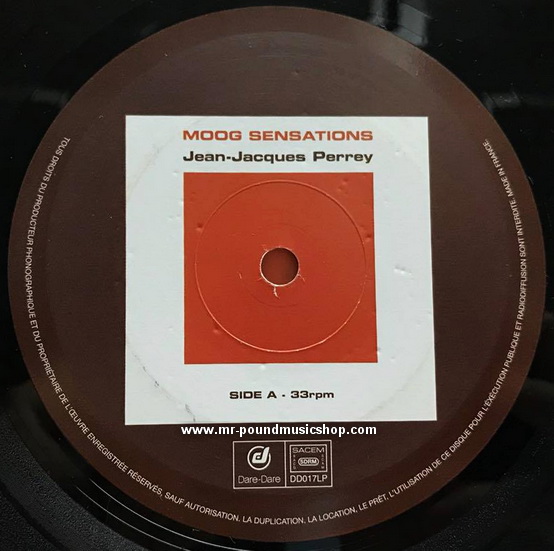 MOOG SENSATIONS
Jean-Jacques Perrey
SIDE A - 33rpm
www.mr-poundmusicshop.com
Dare-Dare
SACEM
SDRM
DD017LP
TOUS DROITS DU PRODUCTEUR PHONOGRAPHIQUE ET DU PROPRIÉTAIRE DE L'ŒUVRE ENREGISTRÉE RÉSERVÉS, SAUF AUTORISATION, LA DUPLICATION, LA LOCATION, LE PRÊT, L'UTILISATION DE CE DISQUE POUR L'EXÉCUTION PUBLIQUE ET RADIODIFFUSION SONT INTERDITE. MADE IN FRANCE.